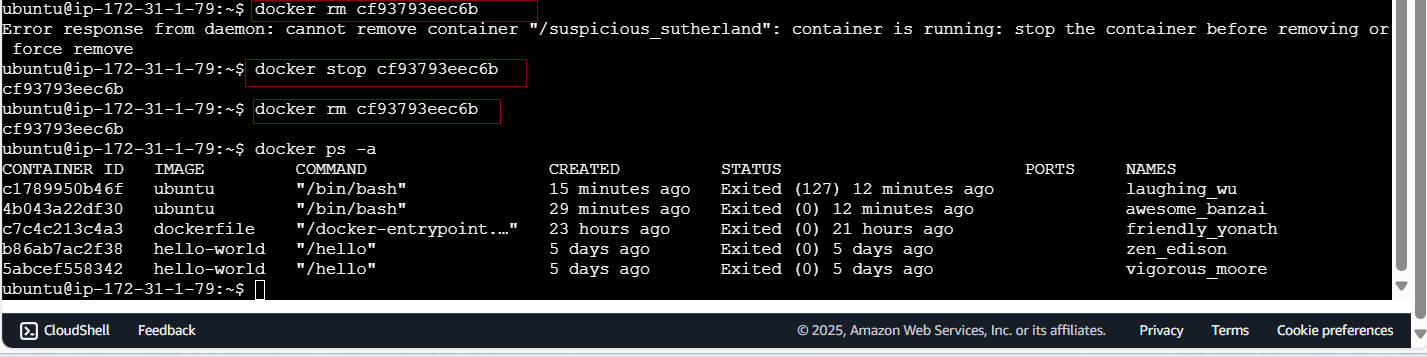 ubuntu@ip-172-31-1-79:~$ docker rm cf93793eec6b
Error response from daemon: cannot remove container "/suspicious_sutherland": container is running: stop the container before removing or
force remove
ubuntu@ip-172-31-1-79:~$ docker stop cf93793eec6b
cf93793eec6b
ubuntu@ip-172-31-1-79:~$ docker rm cf93793eec6b
cf93793eec6b
ubuntu@ip-172-31-1-79:~$ docker ps -a
CONTAINER ID   IMAGE         COMMAND                  CREATED          STATUS                        PORTS     NAMES
c1789950b46f   ubuntu        "/bin/bash"              15 minutes ago   Exited (127) 12 minutes ago             laughing_wu
4b043a22df30   ubuntu        "/bin/bash"              29 minutes ago   Exited (0) 12 minutes ago               awesome_banzai
c7c4c213c4a3   dockerfile    "/docker-entrypoint.…"   23 hours ago     Exited (0) 21 hours ago                 friendly_yonath
b86ab7ac2f38   hello-world   "/hello"                 5 days ago       Exited (0) 5 days ago                   zen_edison
5abcef558342   hello-world   "/hello"                 5 days ago       Exited (0) 5 days ago                   vigorous_moore
ubuntu@ip-172-31-1-79:~$
CloudShell Feedback © 2025, Amazon Web Services, Inc. or its affiliates. Privacy Terms Cookie preferences